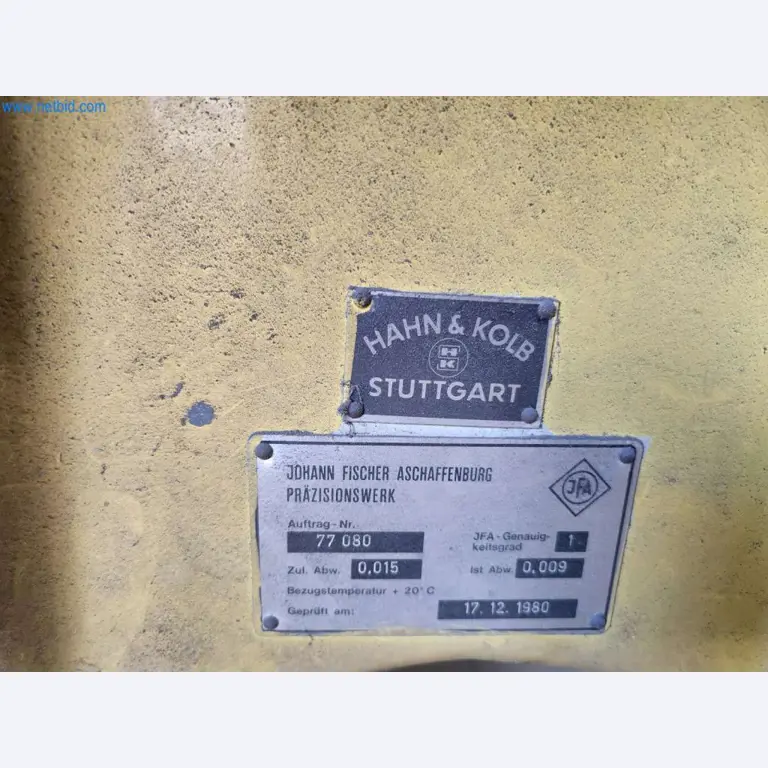 www.netbid.com
HAHN & KOLB
HK
STUTTGART
JOHANN FISCHER ASCHAFFENBURG
PRÄZISIONSWERK
JFA
Auftrag-Nr.
77 080
JFA-Genauig-
keitsgrad 1
Zul. Abw. 0,015
Ist Abw 0,009
Bezugstemperatur + 20°C
Geprüft am: 17. 12. 1980